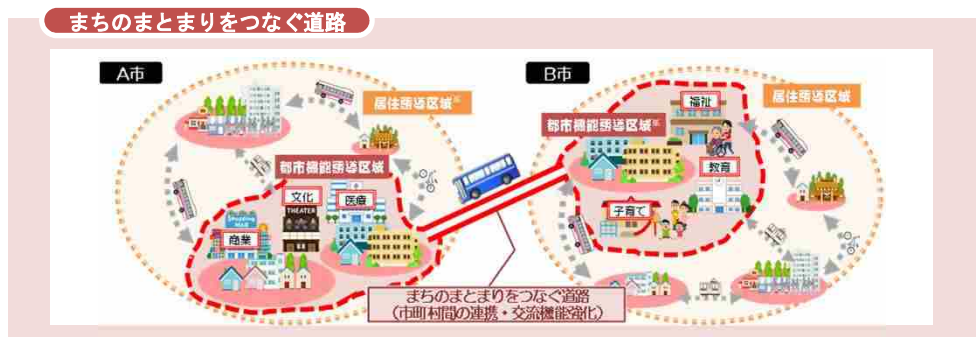 まちのまとまりをつなぐ道路
A市
B市
居住誘導区域※
居住誘導区域
福祉
都市機能誘導区域※
都市機能誘導区域
教育
文化
医療
THEATER
子育て
Shopping
MALL
商業
まちのまとまりをつなぐ道路
(市町村間の連携・交流機能強化)